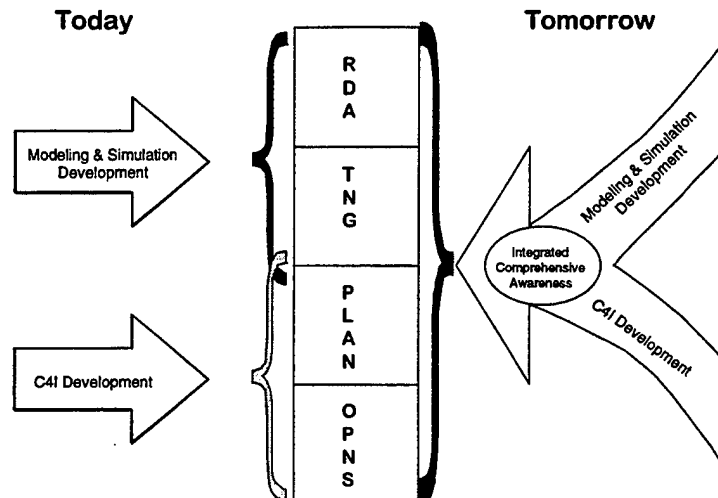 Today
Tomorrow
Modeling & Simulation
Development
C4I Development
R
D
A
T
N
G
P
L
A
N
O
P
N
S
Integrated
Comprehensive
Awareness
Modeling & Simulation
Development
C4I Development